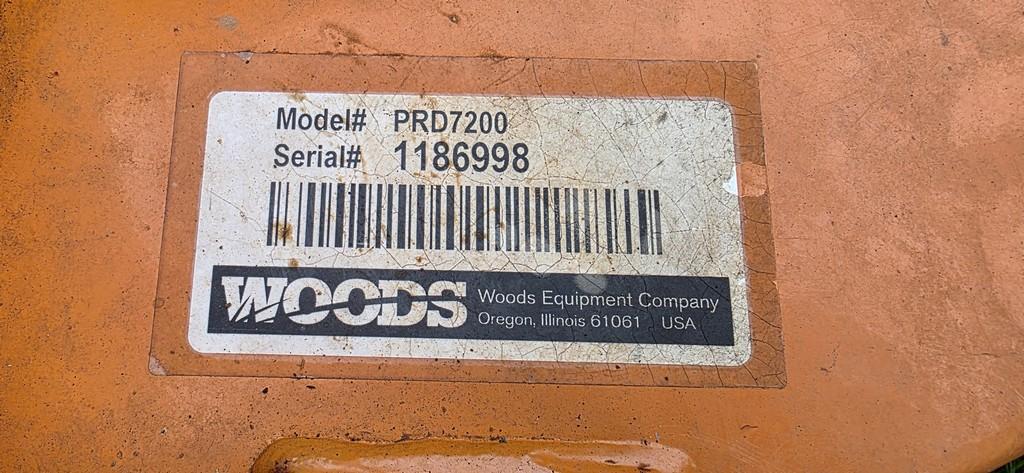 Model# PRD7200
Serial# 1186998
WOODS
Woods Equipment Company
Oregon, Illinois 61061 USA